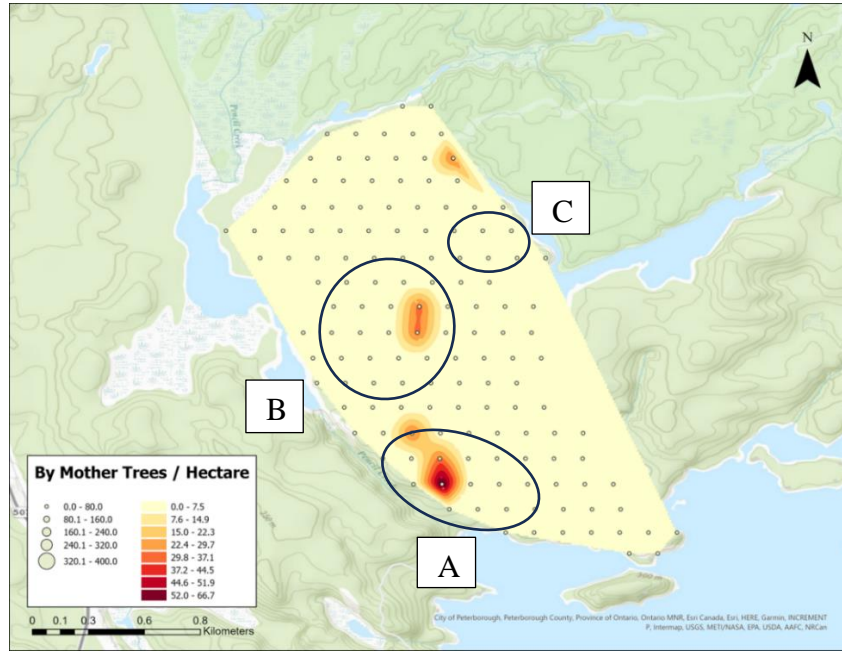 N
Pencil Creek
C
B
A
By Mother Trees / Hectare
0.0 - 80.0
80.1 - 160.0
160.1 - 240.0
240.1 - 320.0
320.1 - 400.0
0.0 - 7.5
7.6 - 14.9
15.0 - 22.3
22.4 - 29.7
29.8 - 37.1
37.2 - 44.5
44.6 - 51.9
52.0 - 66.7
0 0.1 0.3 0.4 0.6 0.8
Kilometers
City of Peterborough, Peterborough County, Province of Ontario, Ontario MNR, Esri Canada, Esri, HERE, Garmin, INCREMENT
P, Intermap, USGS, METI/NASA, EPA, USDA, AAFC, NRCan